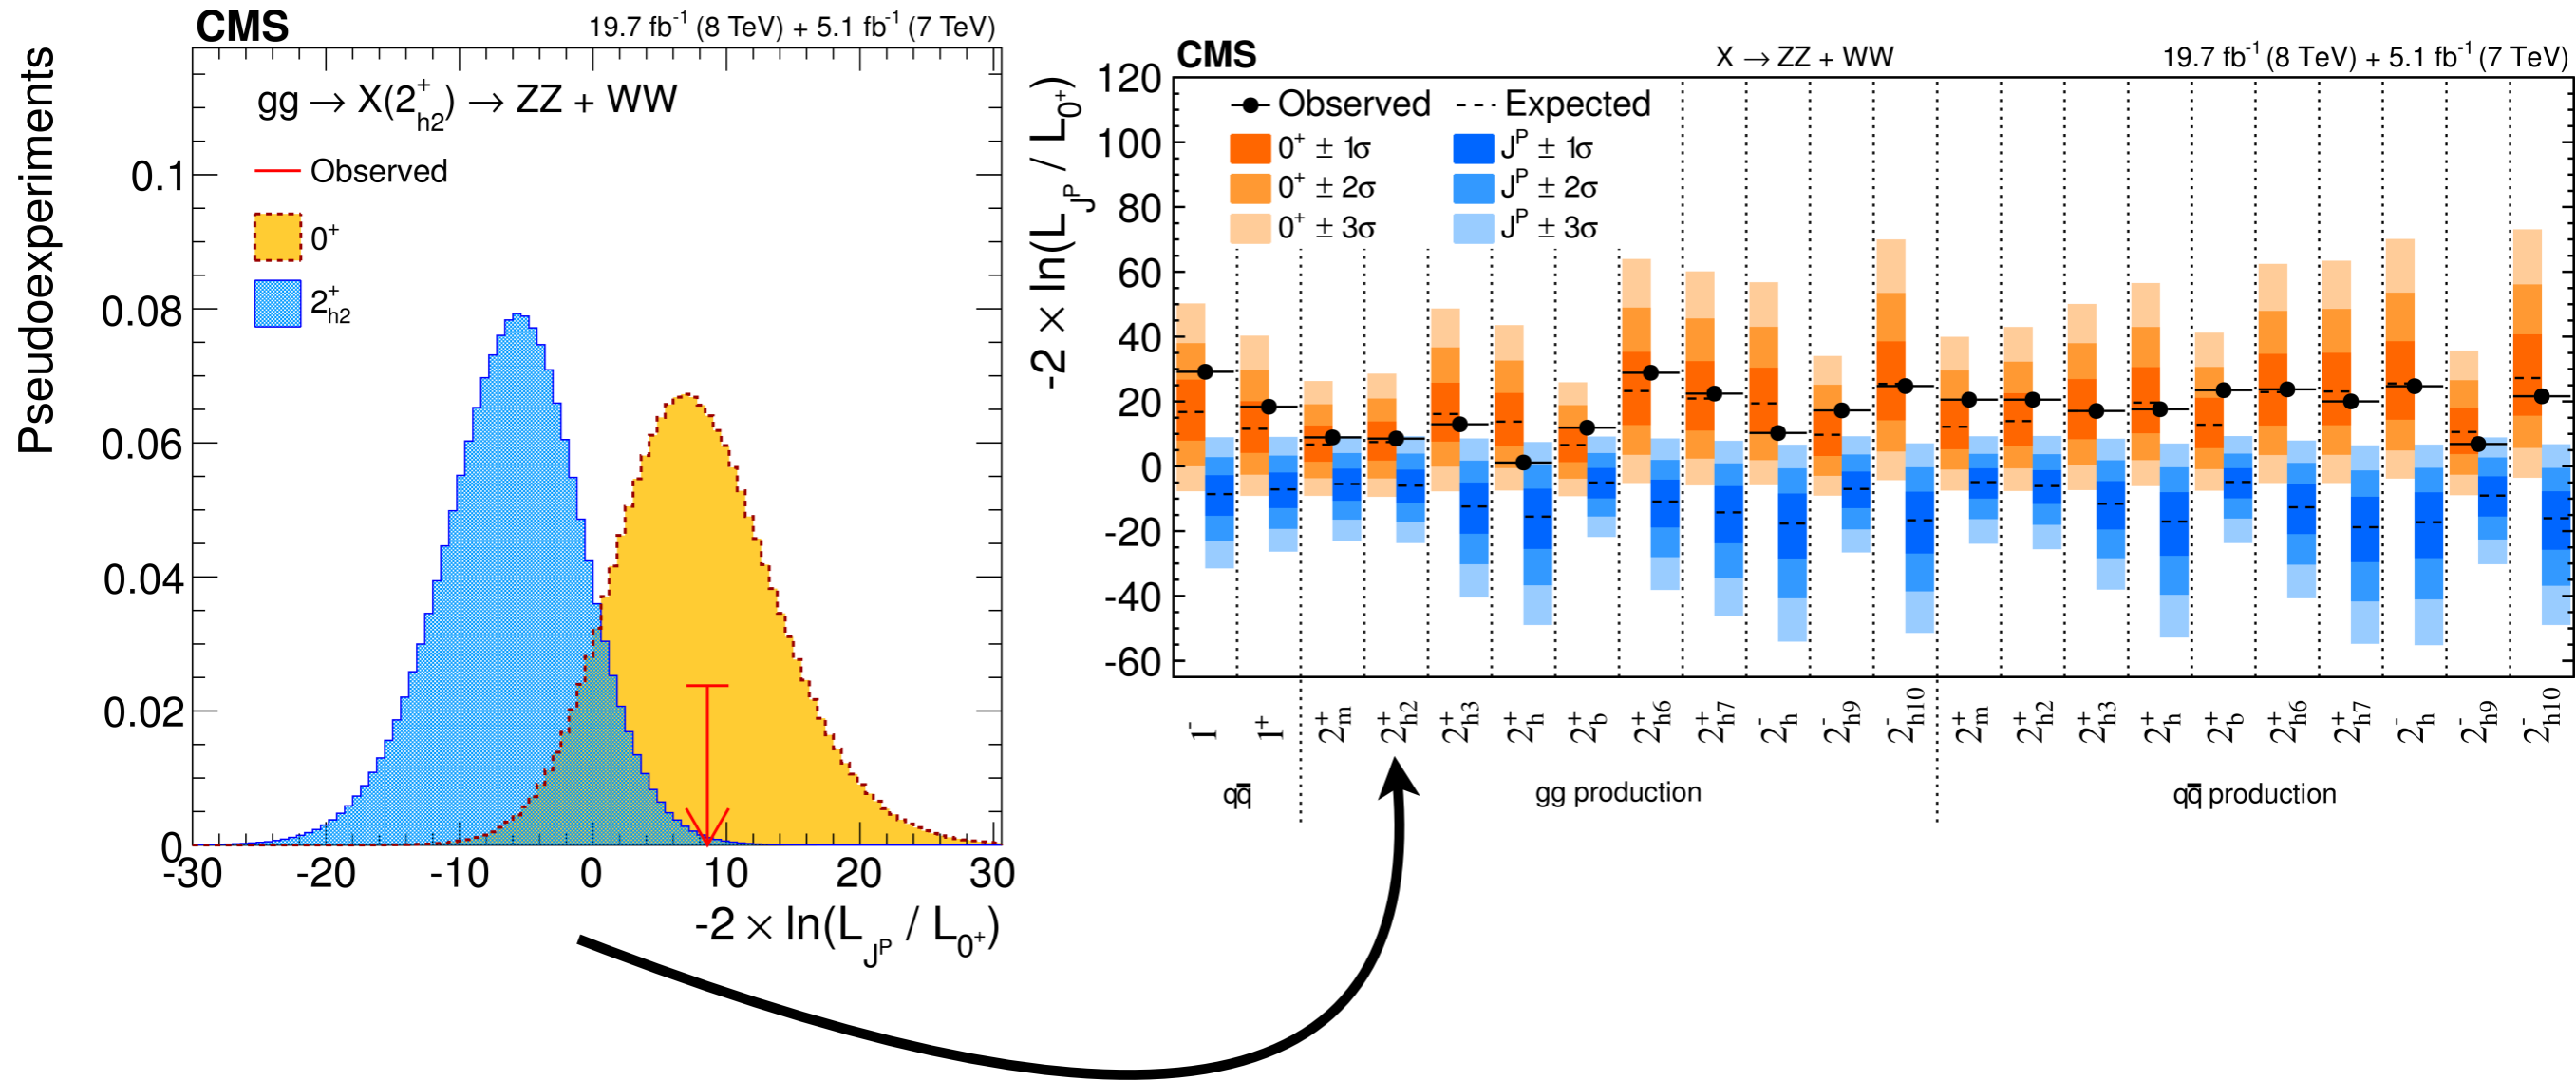 CMS
19.7 fb⁻¹ (8 TeV) + 5.1 fb⁻¹ (7 TeV)
Pseudoexperiments
gg → X(2⁺h2) → ZZ + WW
Observed
0⁺
2⁺h2
0.1
0.08
0.06
0.04
0.02
0
-30 -20 -10 0 10 20 30
-2 × ln(L_Jᴾ / L_0⁺)
CMS
X → ZZ + WW
19.7 fb⁻¹ (8 TeV) + 5.1 fb⁻¹ (7 TeV)
-2 × ln(L_Jᴾ / L_0⁺)
Observed
Expected
0⁺ ± 1σ
Jᴾ ± 1σ
0⁺ ± 2σ
Jᴾ ± 2σ
0⁺ ± 3σ
Jᴾ ± 3σ
120
100
80
60
40
20
0
-20
-40
-60
1⁻ 1⁺ 2⁺m 2⁺h2 2⁺h3 2⁺h 2⁺b 2⁺h6 2⁺h7 2⁻h 2⁻h9 2⁻h10 2⁺m 2⁺h2 2⁺h3 2⁺h 2⁺b 2⁺h6 2⁺h7 2⁻h 2⁻h9 2⁻h10
qq̅
gg production
qq̅ production